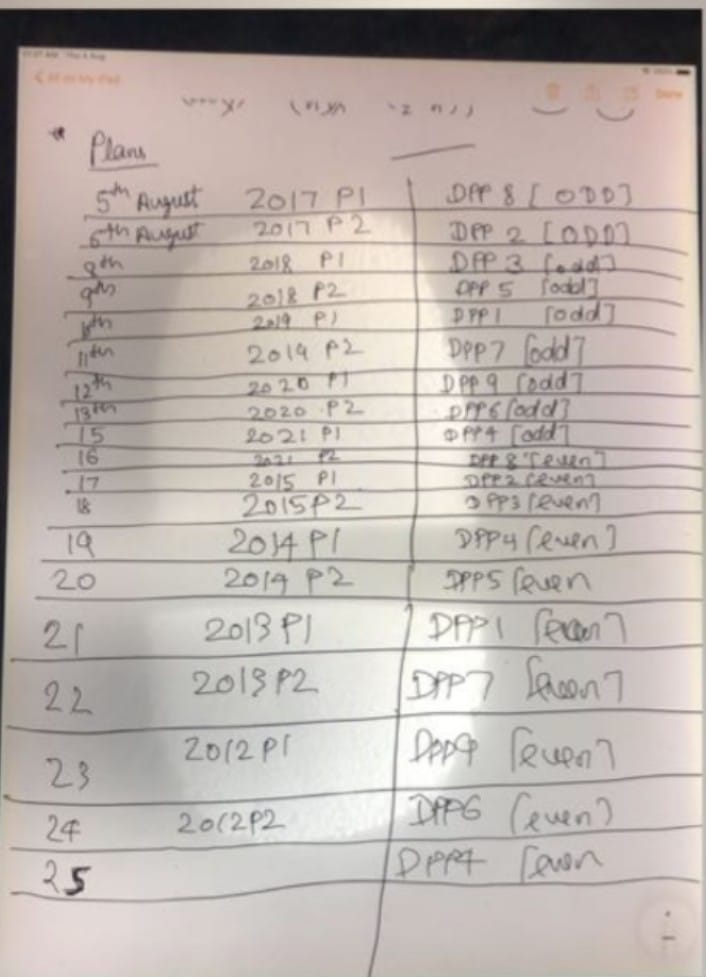 11:27 AM Thu 4 Aug
Done
* Plans
5th August 2017 P1 DPP 8 [ODD]
6th August 2017 P2 DPP 2 [ODD]
8th 2018 P1 DPP 3 [odd]
9th 2018 P2 DPP 5 [odd]
10th 2019 P1 DPP 1 [odd]
11th 2019 P2 DPP 7 [odd]
12th 2020 P1 DPP 9 [odd]
13th 2020 P2 DPP 6 [odd]
15 2021 P1 DPP 4 [odd]
16 2021 P2 DPP 8 [even]
17 2015 P1 DPP 2 [even]
18 2015 P2 DPP 3 [even]
19 2014 P1 DPP 4 [even]
20 2014 P2 DPP 5 [even
21 2013 P1 DPP 1 [even]
22 2013 P2 DPP 7 [even]
23 2012 P1 DPP 9 [even]
24 2012 P2 DPP 6 [even]
25 DPP 4 [even